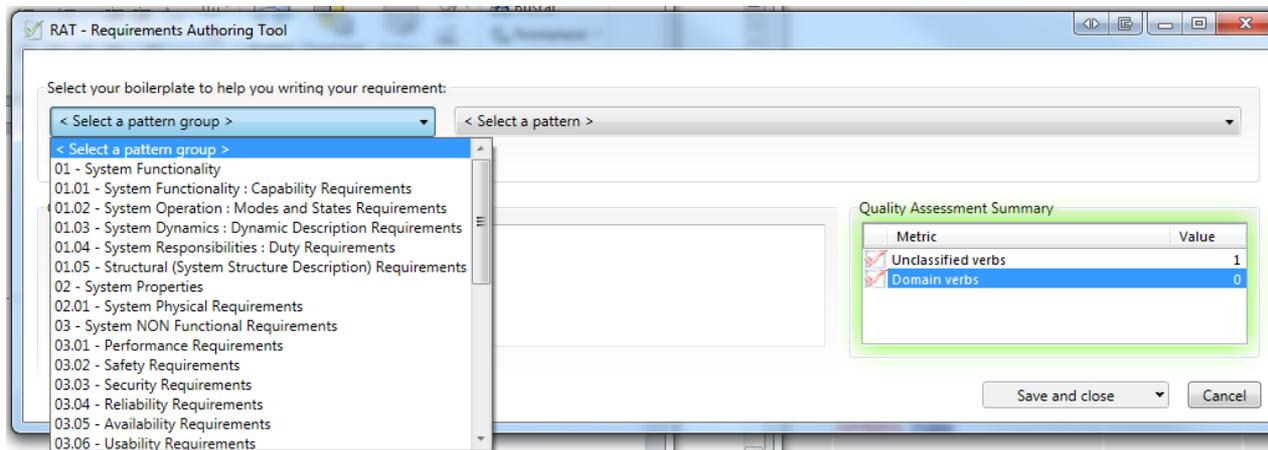 RAT - Requirements Authoring Tool
Select your boilerplate to help you writing your requirement:
< Select a pattern group >
< Select a pattern >
< Select a pattern group >
01 - System Functionality
01.01 - System Functionality : Capability Requirements
01.02 - System Operation : Modes and States Requirements
01.03 - System Dynamics : Dynamic Description Requirements
01.04 - System Responsibilities : Duty Requirements
01.05 - Structural (System Structure Description) Requirements
02 - System Properties
02.01 - System Physical Requirements
03 - System NON Functional Requirements
03.01 - Performance Requirements
03.02 - Safety Requirements
03.03 - Security Requirements
03.04 - Reliability Requirements
03.05 - Availability Requirements
03.06 - Usability Requirements
Quality Assessment Summary
Metric Value
Unclassified verbs 1
Domain verbs 0
Save and close
Cancel